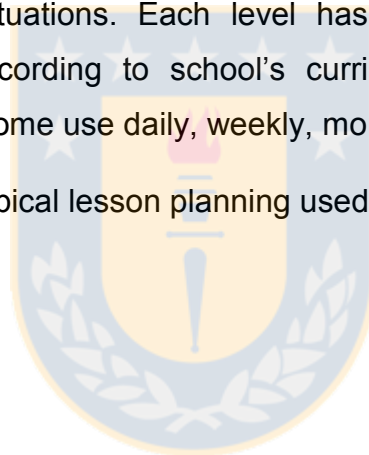 tuations. Each level has
cording to school's curri
ome use daily, weekly, mo
pical lesson planning used